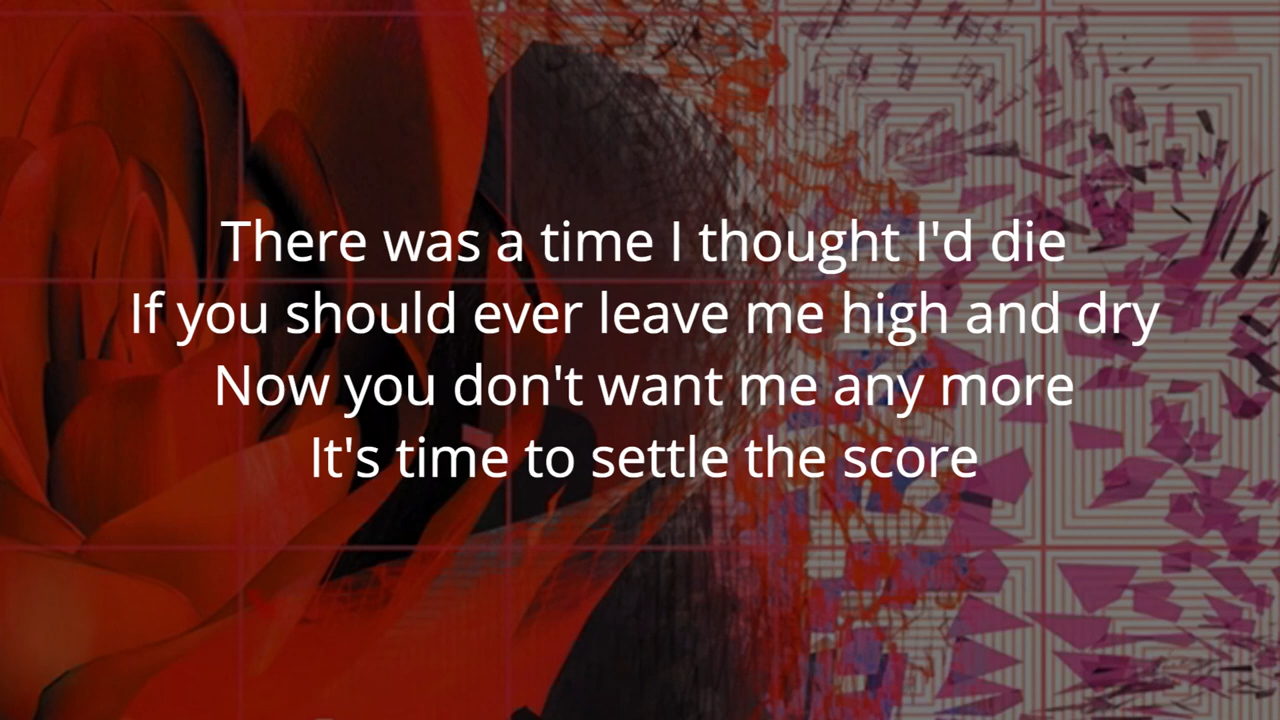 There was a time I thought I'd die
If you should ever leave me high and dry
Now you don't want me any more
It's time to settle the score